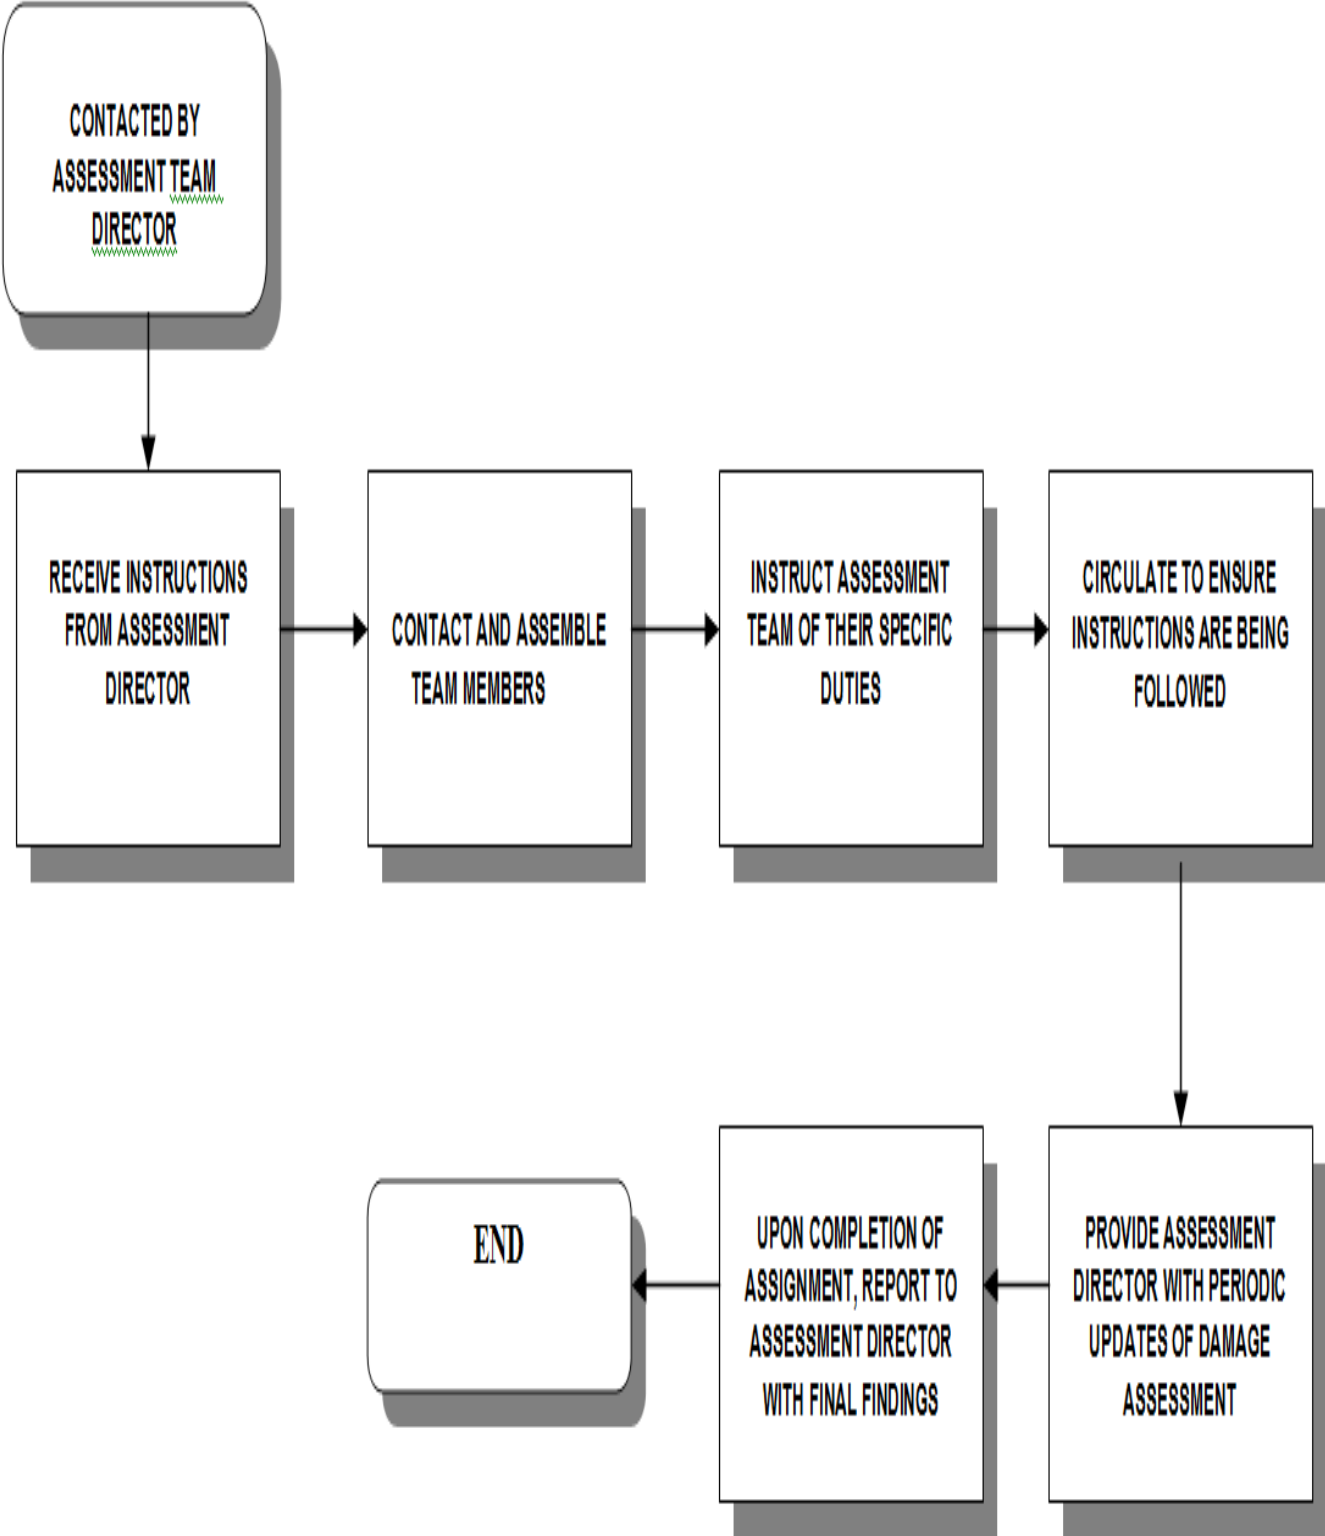 CONTACTED BY
ASSESSMENT TEAM
DIRECTOR
RECEIVE INSTRUCTIONS
FROM ASSESSMENT
DIRECTOR
CONTACT AND ASSEMBLE
TEAM MEMBERS
INSTRUCT ASSESSMENT
TEAM OF THEIR SPECIFIC
DUTIES
CIRCULATE TO ENSURE
INSTRUCTIONS ARE BEING
FOLLOWED
PROVIDE ASSESSMENT
DIRECTOR WITH PERIODIC
UPDATES OF DAMAGE
ASSESSMENT
UPON COMPLETION OF
ASSIGNMENT, REPORT TO
ASSESSMENT DIRECTOR
WITH FINAL FINDINGS
END